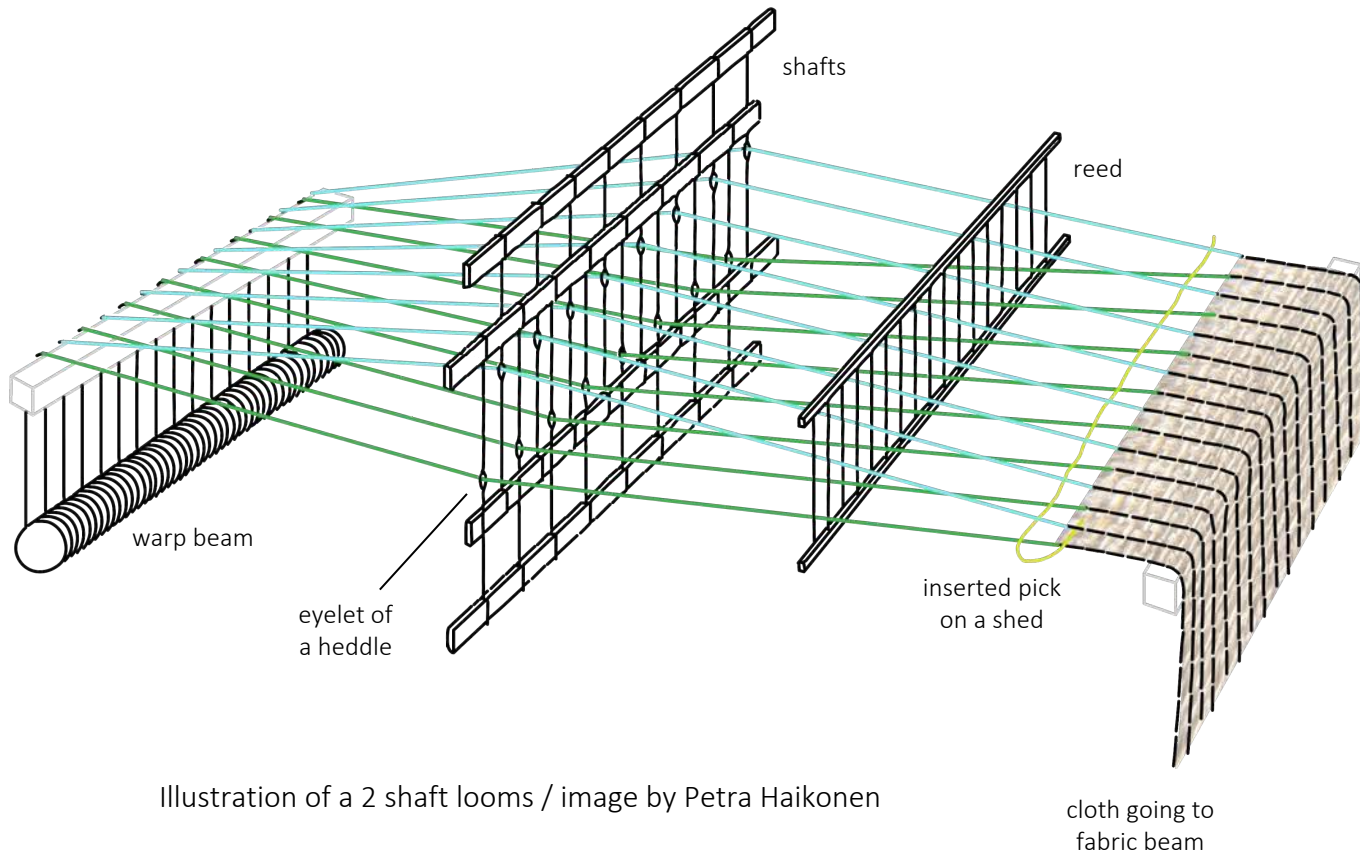 shafts
reed
warp beam
eyelet of
a heddle
inserted pick
on a shed
Illustration of a 2 shaft looms / image by Petra Haikonen
cloth going to
fabric beam